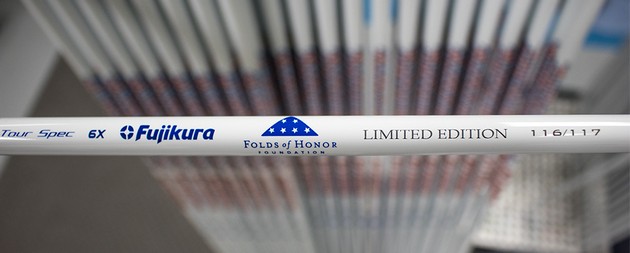 Tour Spec 6X Fujikura FOLDS of HONOR LIMITED EDITION 116/117
FOUNDATION